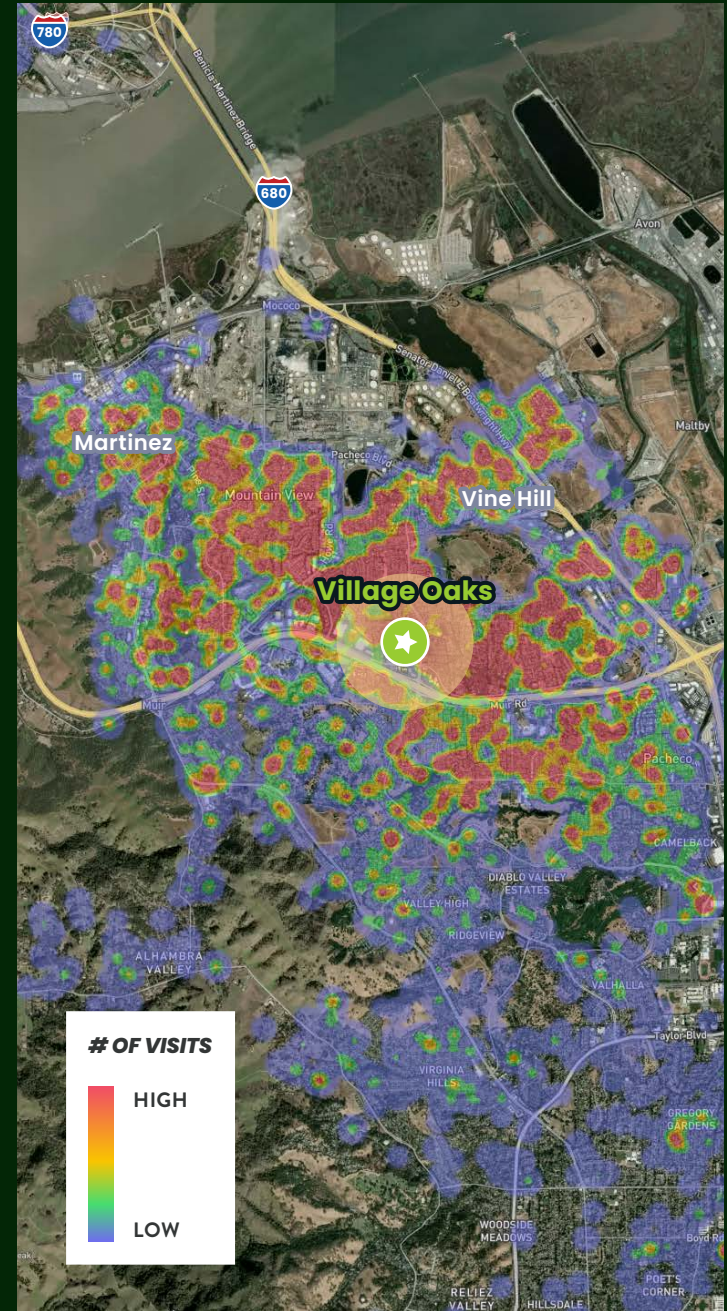 780
Benicia-Martinez Bridge
680
Avon
Mococo
Maltby
Martinez
Pacheco Blvd
Vine Hill
Mountain View
Village Oaks
Muir
Muir Rd
Pacheco
CAMELBACK
DIABLO VALLEY
ESTATES
VALLEY HIGH
RIDGEVIEW
ALHAMBRA
VALLEY
VALHALLA
# OF VISITS
HIGH
LOW
Taylor Blvd
VIRGINIA
HILLS
GREGORY
GARDENS
WOODSIDE
MEADOWS
Boyd Rd
POET'S
CORNER
RELIEZ
VALLEY
HILLSDALE